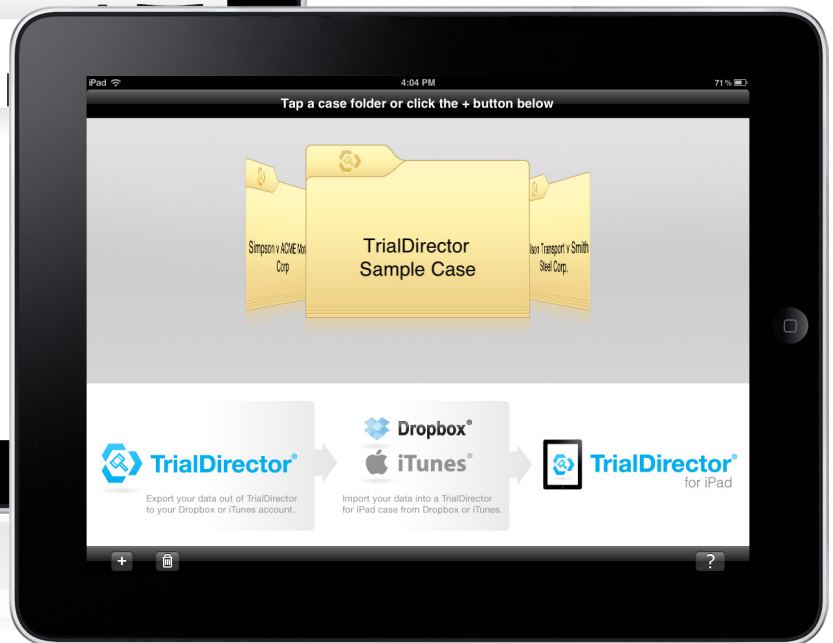 iPad
4:04 PM
71%
Tap a case folder or click the + button below
Simpson v ACME
Corp
TrialDirector
Sample Case
Transport v Smith
Steel Corp.
Dropbox®
iTunes®
TrialDirector®
Export your data out of TrialDirector
to your Dropbox or iTunes account.
Import your data into a TrialDirector
for iPad case from Dropbox or iTunes.
TrialDirector®
for iPad
+
?